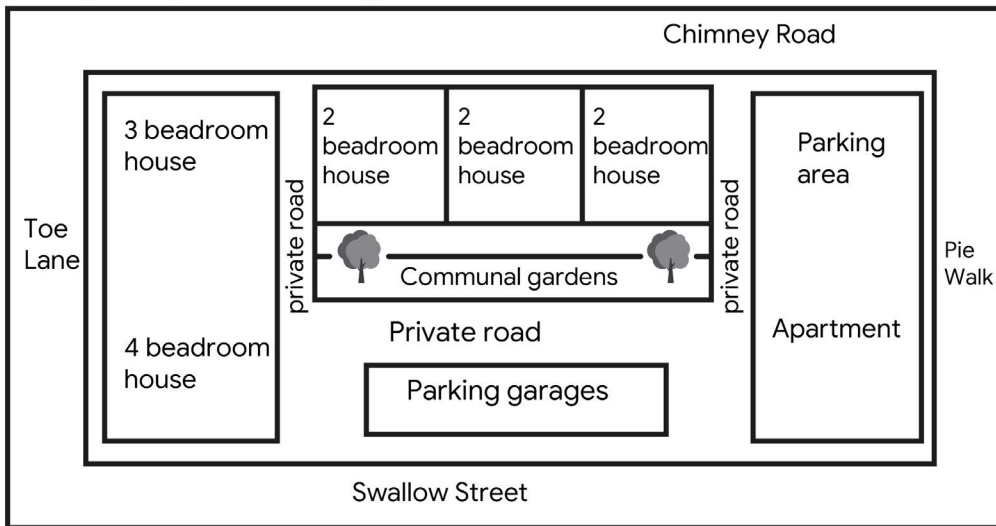 Chimney Road
3 beadroom
house
2
beadroom
house
2
beadroom
house
2
beadroom
house
Parking
area
Toe
Lane
private road
private road
Pie
Walk
Communal gardens
Private road
4 beadroom
house
Apartment
Parking garages
Swallow Street